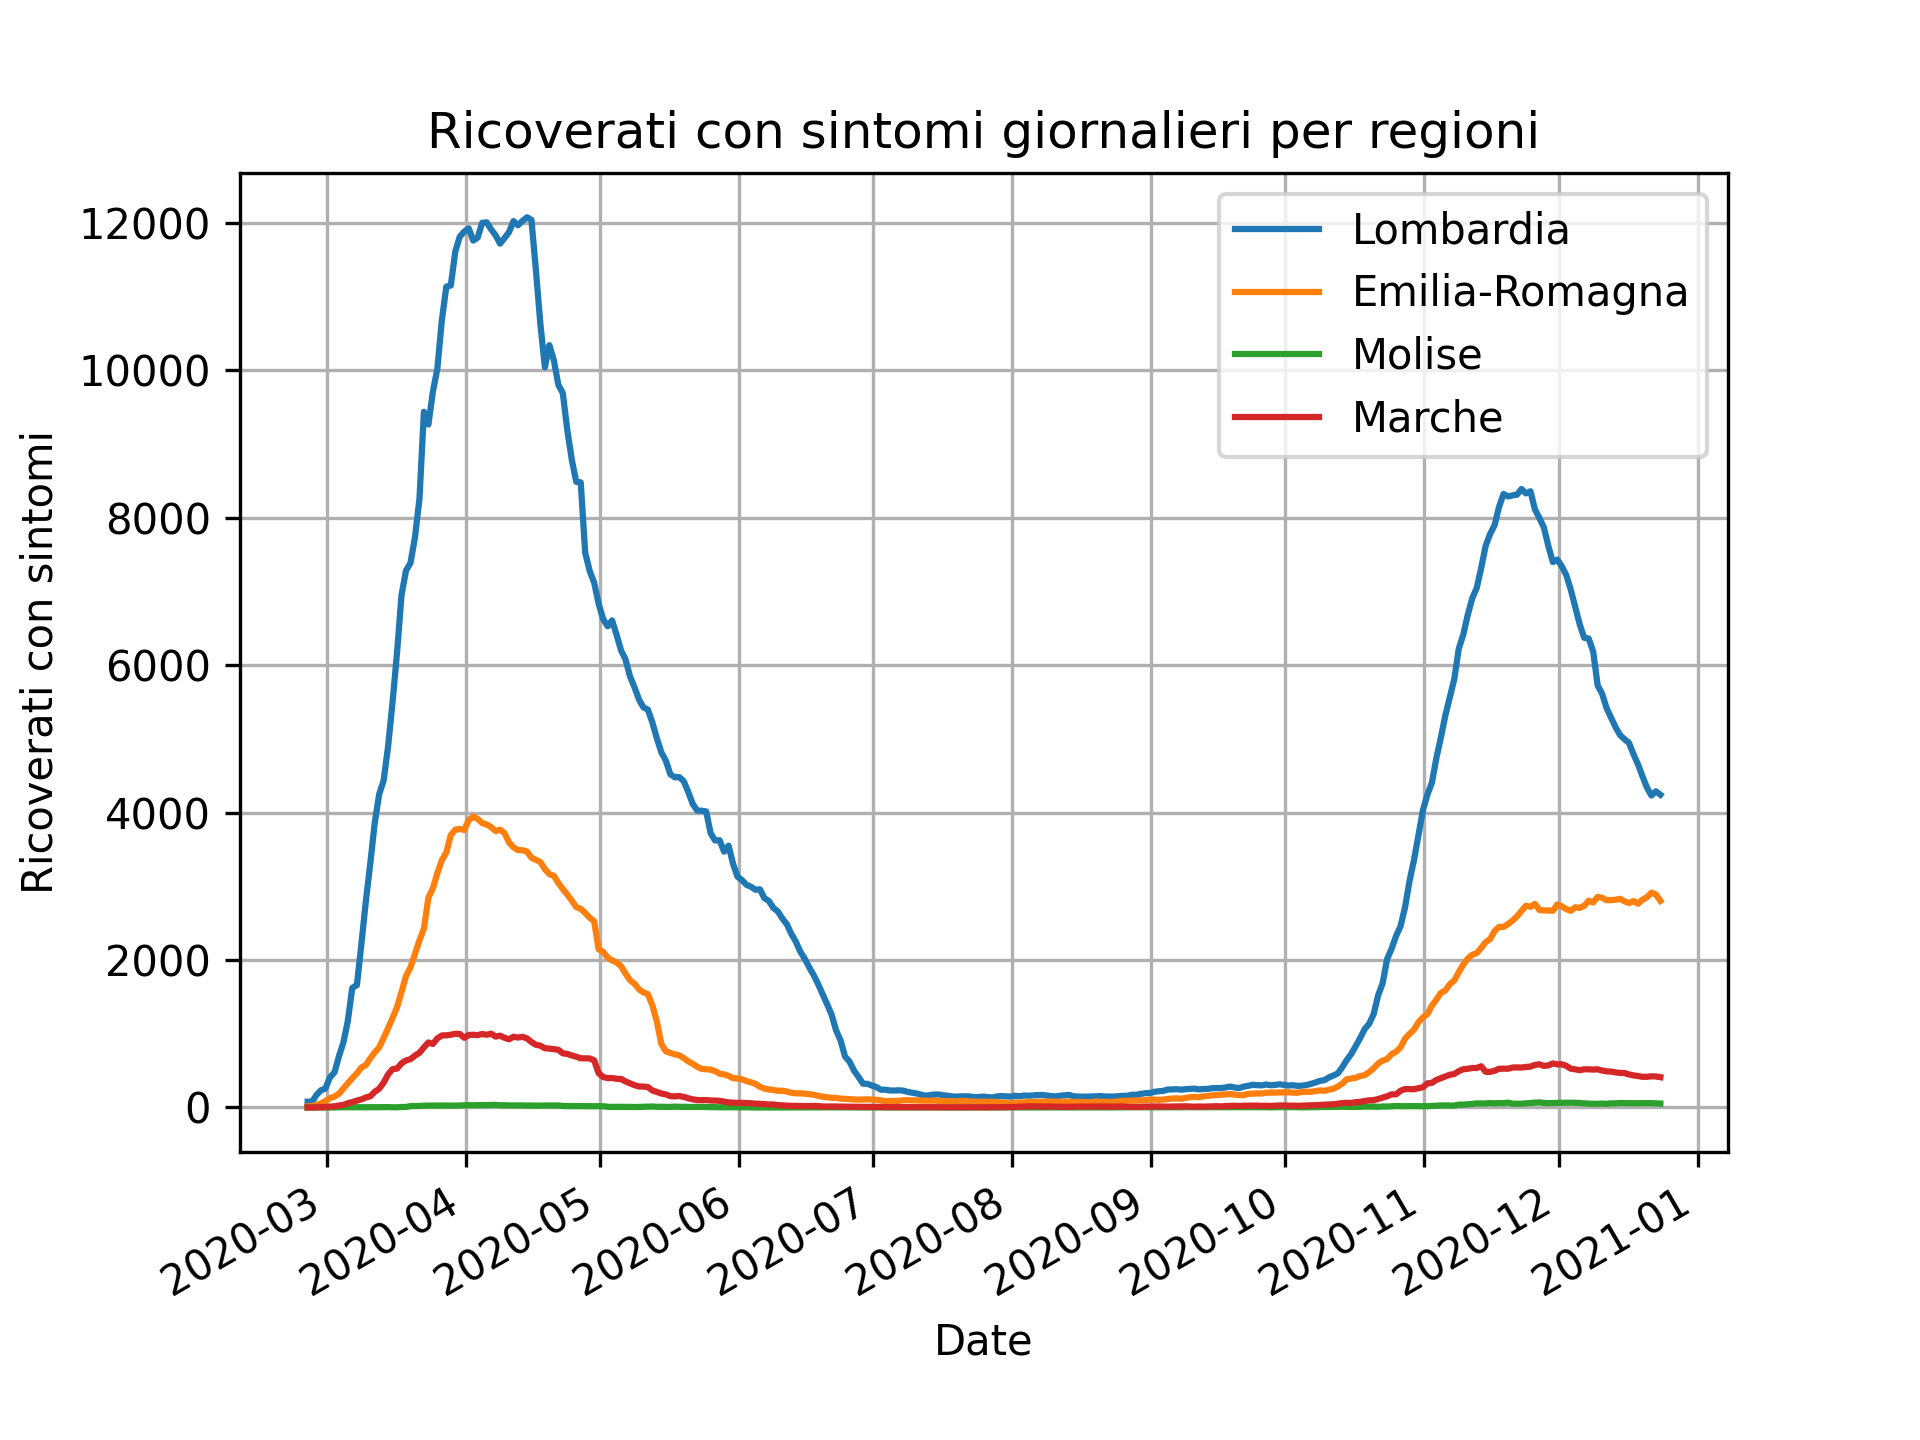 Ricoverati con sintomi giornalieri per regioni
Lombardia
Emilia-Romagna
Molise
Marche
Ricoverati con sintomi
12000
10000
8000
6000
4000
2000
0
2020-03
2020-04
2020-05
2020-06
2020-07
2020-08
2020-09
2020-10
2020-11
2020-12
2021-01
Date